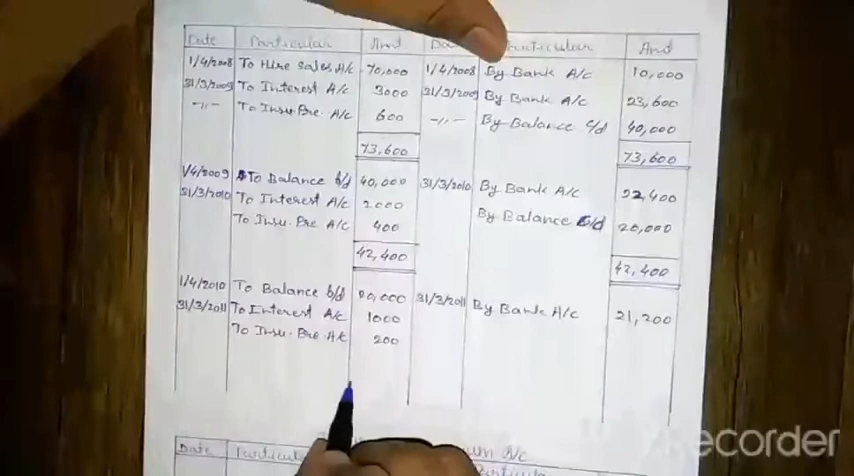 Date Particular Amt Da Particular Amt
1/4/2008 To Hire Sales A/c 70,000 1/4/2008 By Bank A/c 10,000
31/3/2009 To Interest A/c 3000 31/3/2009 By Bank A/c 23,600
-"- To Insu. Pre. A/c 600 -"- By Balance c/d 40,000
73,600 73,600
1/4/2009 To Balance b/d 40,000 31/3/2010 By Bank A/c 22,400
31/3/2010 To Interest A/c 2.000 By Balance c/d 20,000
To Insu. Pre A/c 400
42,400 42,400
1/4/2010 To Balance b/d 20,000 31/3/2011 By Bank A/c 21,200
31/3/2011 To Interest A/c 1000
To Insu. Pre. A/c 200
A/c
Date Particular Particular
XRecorder